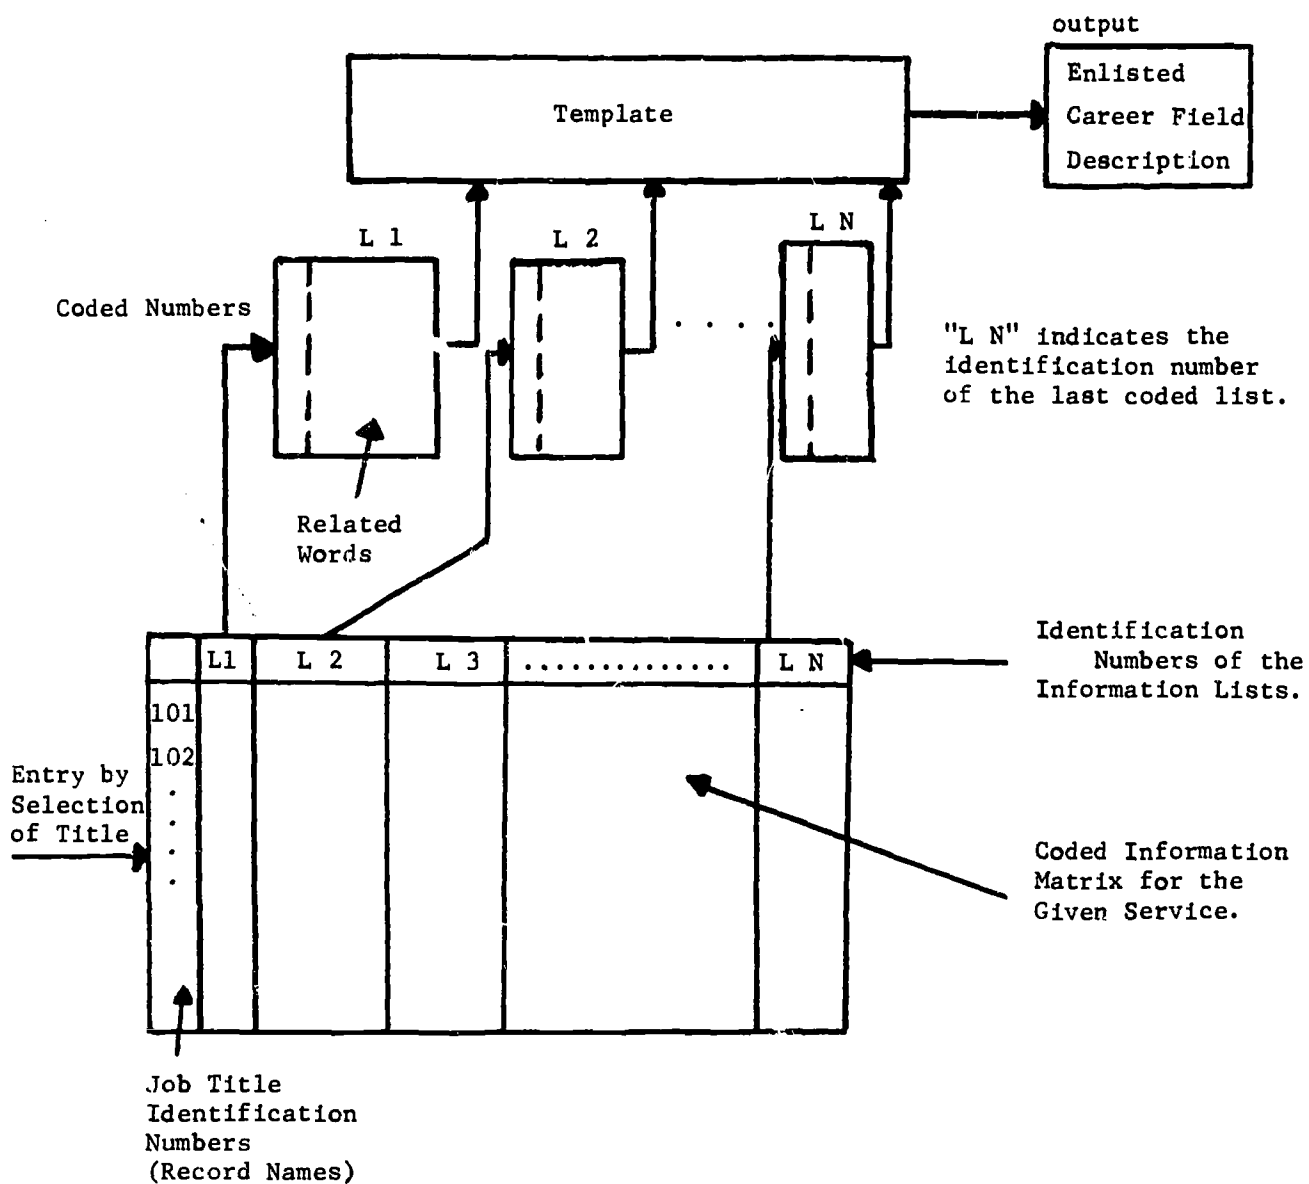 output
Enlisted
Career Field
Description
Template
L 1
L 2
L N
Coded Numbers
"L N" indicates the
identification number
of the last coded list.
Related
Words
Identification
Numbers of the
Information Lists.
L1 L 2 L 3 .............. L N
101
102
Entry by
Selection
of Title
Coded Information
Matrix for the
Given Service.
Job Title
Identification
Numbers
(Record Names)